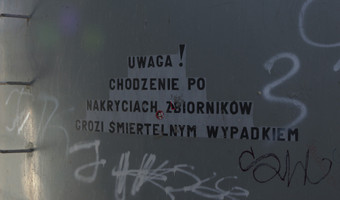 UWAGA!
CHODZENIE PO
NAKRYCIACH ZBIORNIKÓW
GROZI ŚMIERTELNYM WYPADKIEM